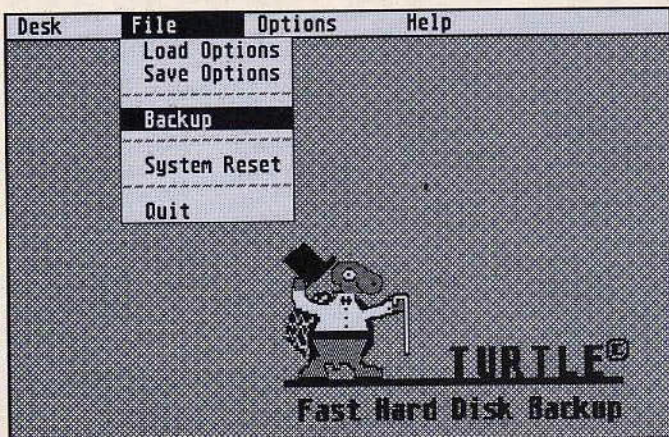 Desk File Options Help
Load Options
Save Options
Backup
System Reset
Quit
TURTLE®
Fast Hard Disk Backup